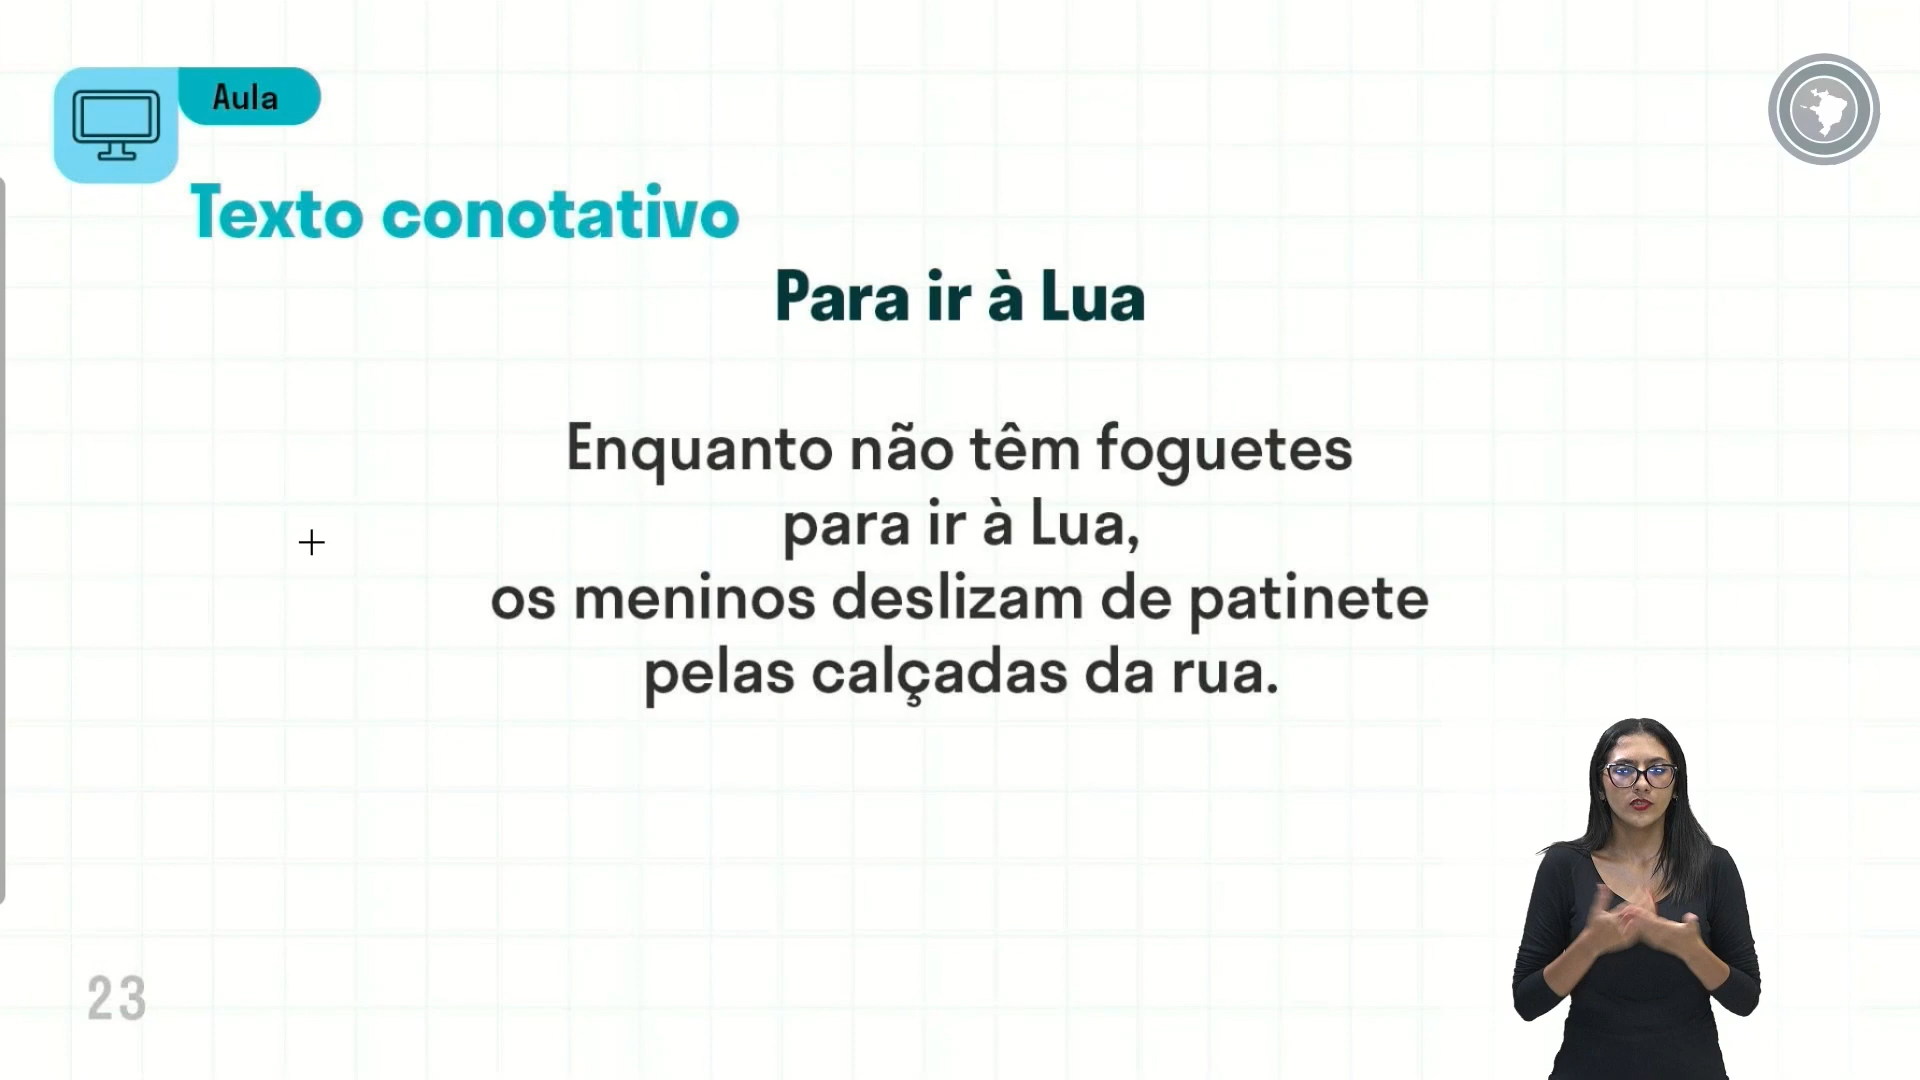 Aula
Texto conotativo
Para ir à Lua
Enquanto não têm foguetes
para ir à Lua,
os meninos deslizam de patinete
pelas calçadas da rua.
23